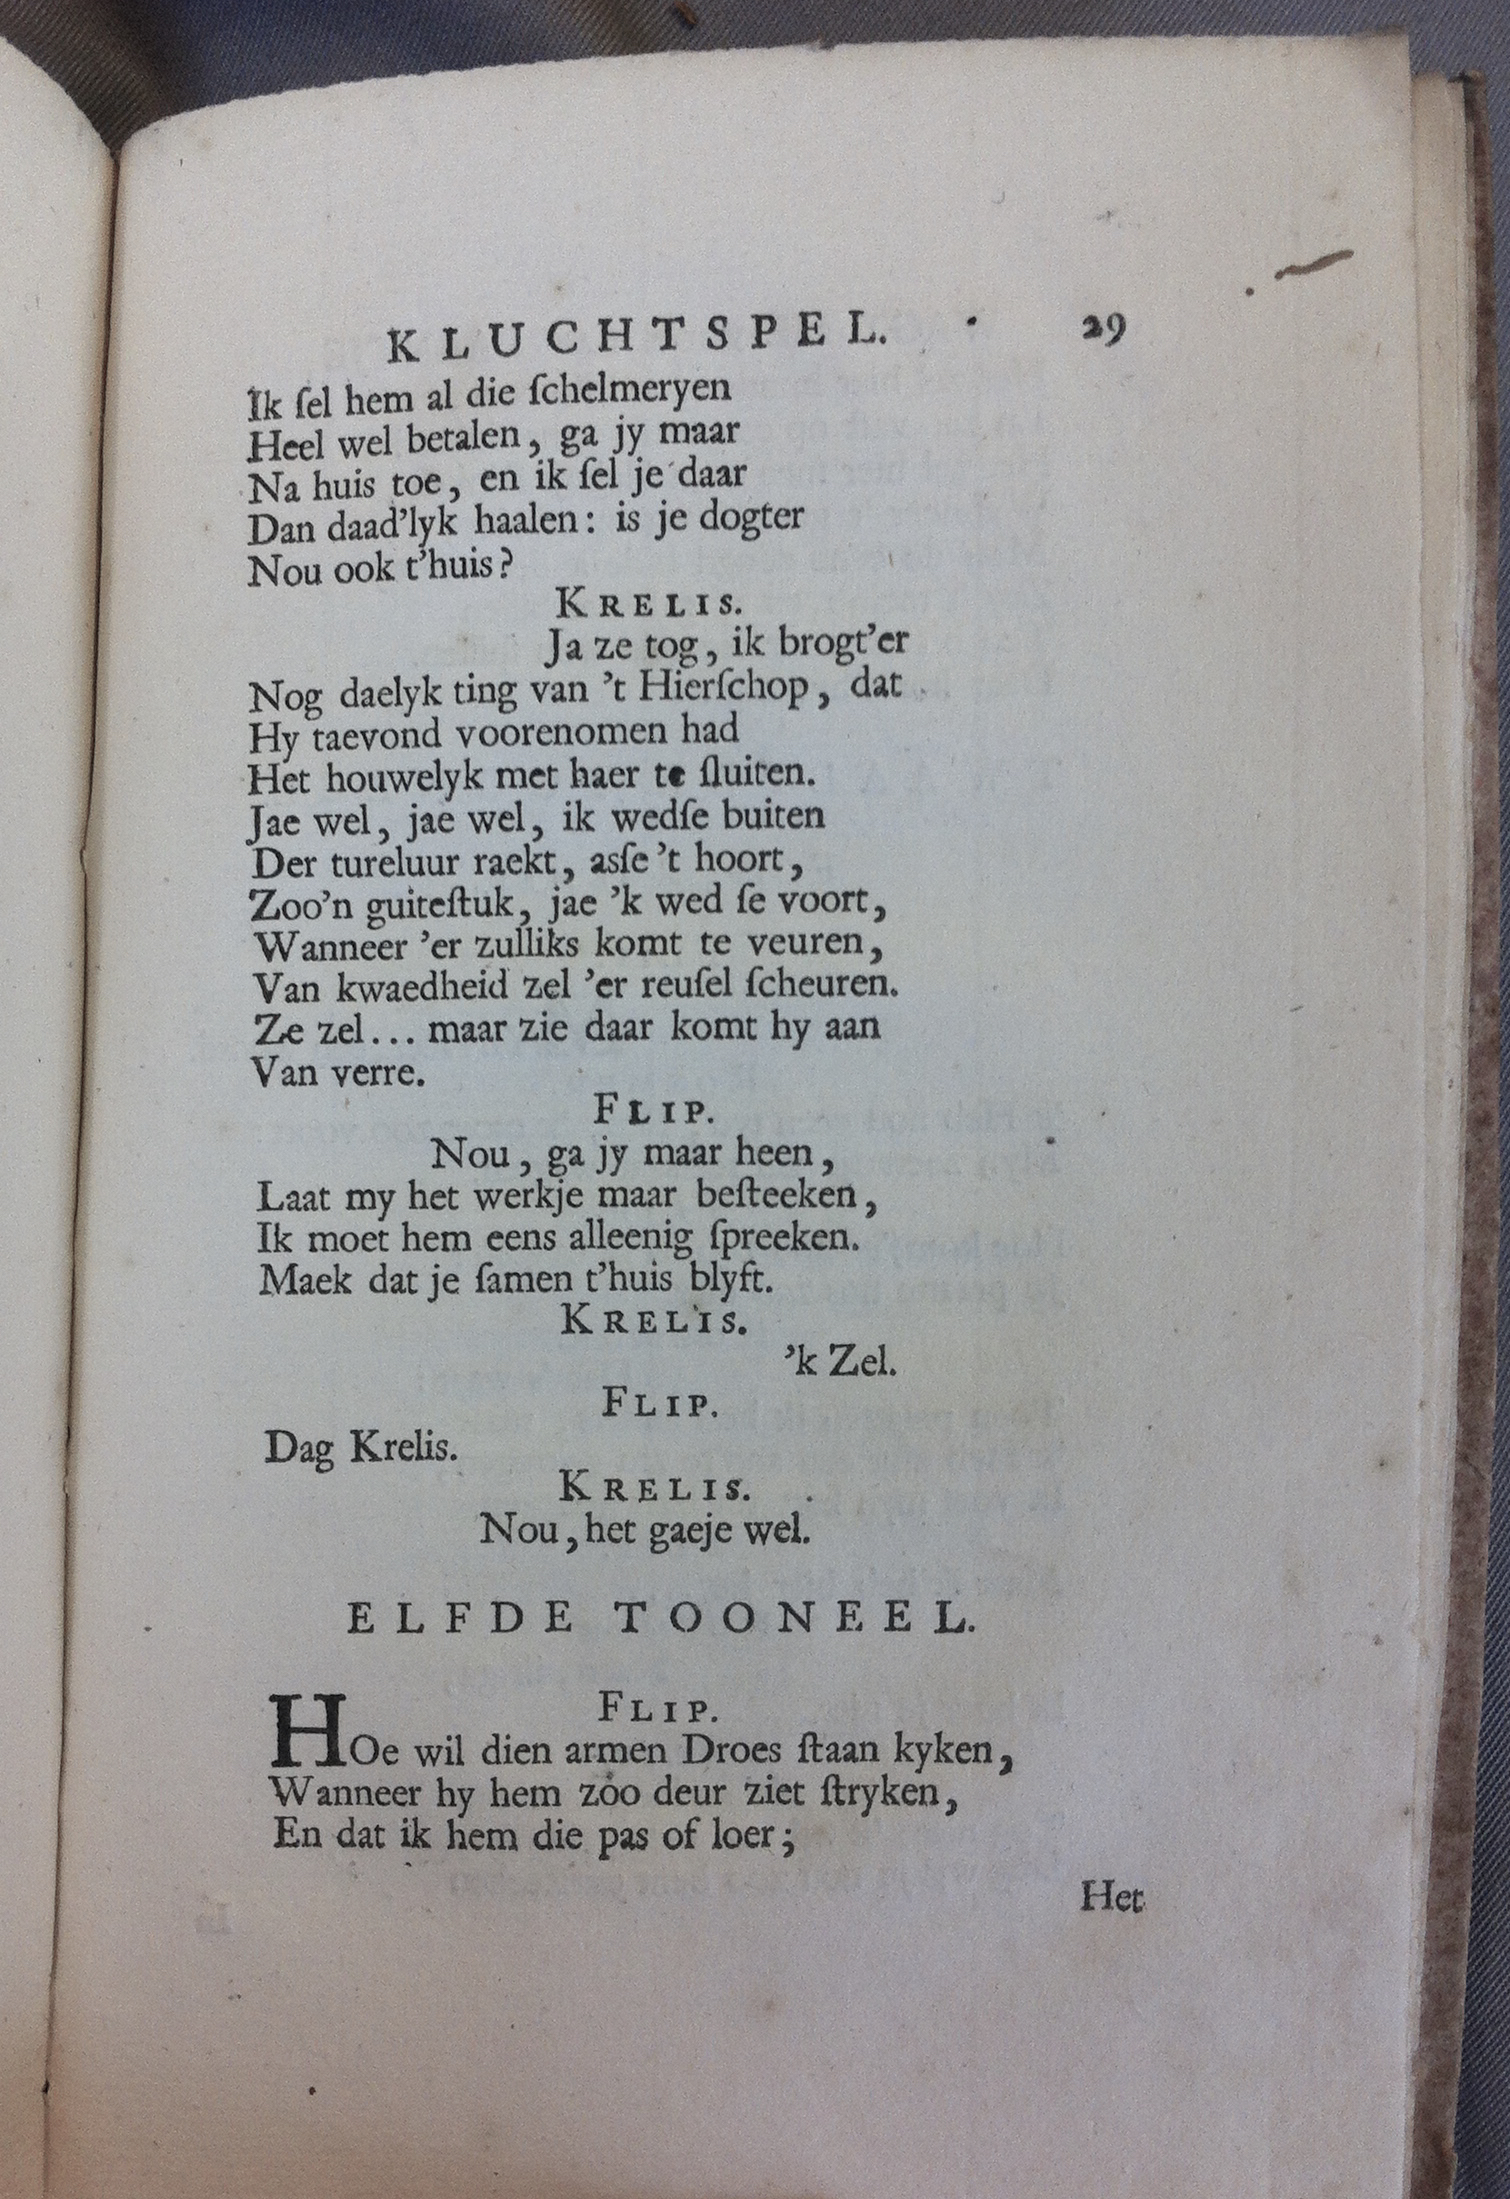 KLUCHTSPEL. 29
Ik ſel hem al die ſchelmeryen
Heel wel betalen, ga jy maar
Na huis toe, en ik ſel je daar
Dan daad'lyk haalen: is je dogter
Nou ook t'huis?
KRELIS.
Ja ze tog, ik brogt'er
Nog daelyk ting van 't Hierſchop, dat
Hy taevond voorenomen had
Het houwelyk met haer te ſluiten.
Jae wel, jae wel, ik wedſe buiten
Der tureluur raekt, asſe 't hoort,
Zoo'n guiteſtuk, jae 'k wed ſe voort,
Wanneer 'er zulliks komt te veuren,
Van kwaedheid zel 'er reuſel ſcheuren.
Ze zel... maar zie daar komt hy aan
Van verre.
FLIP.
Nou, ga jy maar heen,
Laat my het werkje maar beſteeken,
Ik moet hem eens alleenig ſpreeken.
Maek dat je ſamen t'huis blyft.
KRELIS.
'k Zel.
FLIP.
Dag Krelis.
KRELIS.
Nou, het gaeje wel.
ELFDE TOONEEL.
FLIP.
HOe wil dien armen Droes ſtaan kyken,
Wanneer hy hem zoo deur ziet ſtryken,
En dat ik hem die pas of loer;
Het